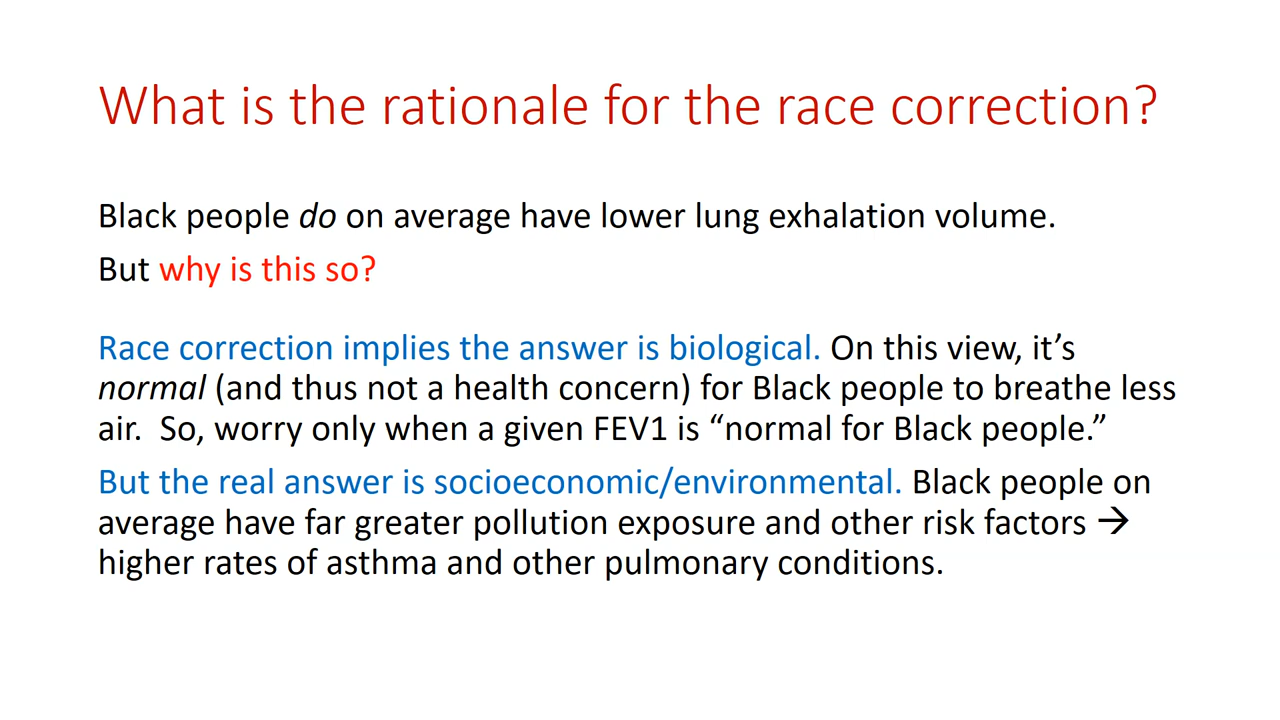 What is the rationale for the race correction?
Black people do on average have lower lung exhalation volume.
But why is this so?
Race correction implies the answer is biological. On this view, it’s
normal (and thus not a health concern) for Black people to breathe less
air.  So, worry only when a given FEV1 is “normal for Black people.”
But the real answer is socioeconomic/environmental. Black people on
average have far greater pollution exposure and other risk factors →
higher rates of asthma and other pulmonary conditions.